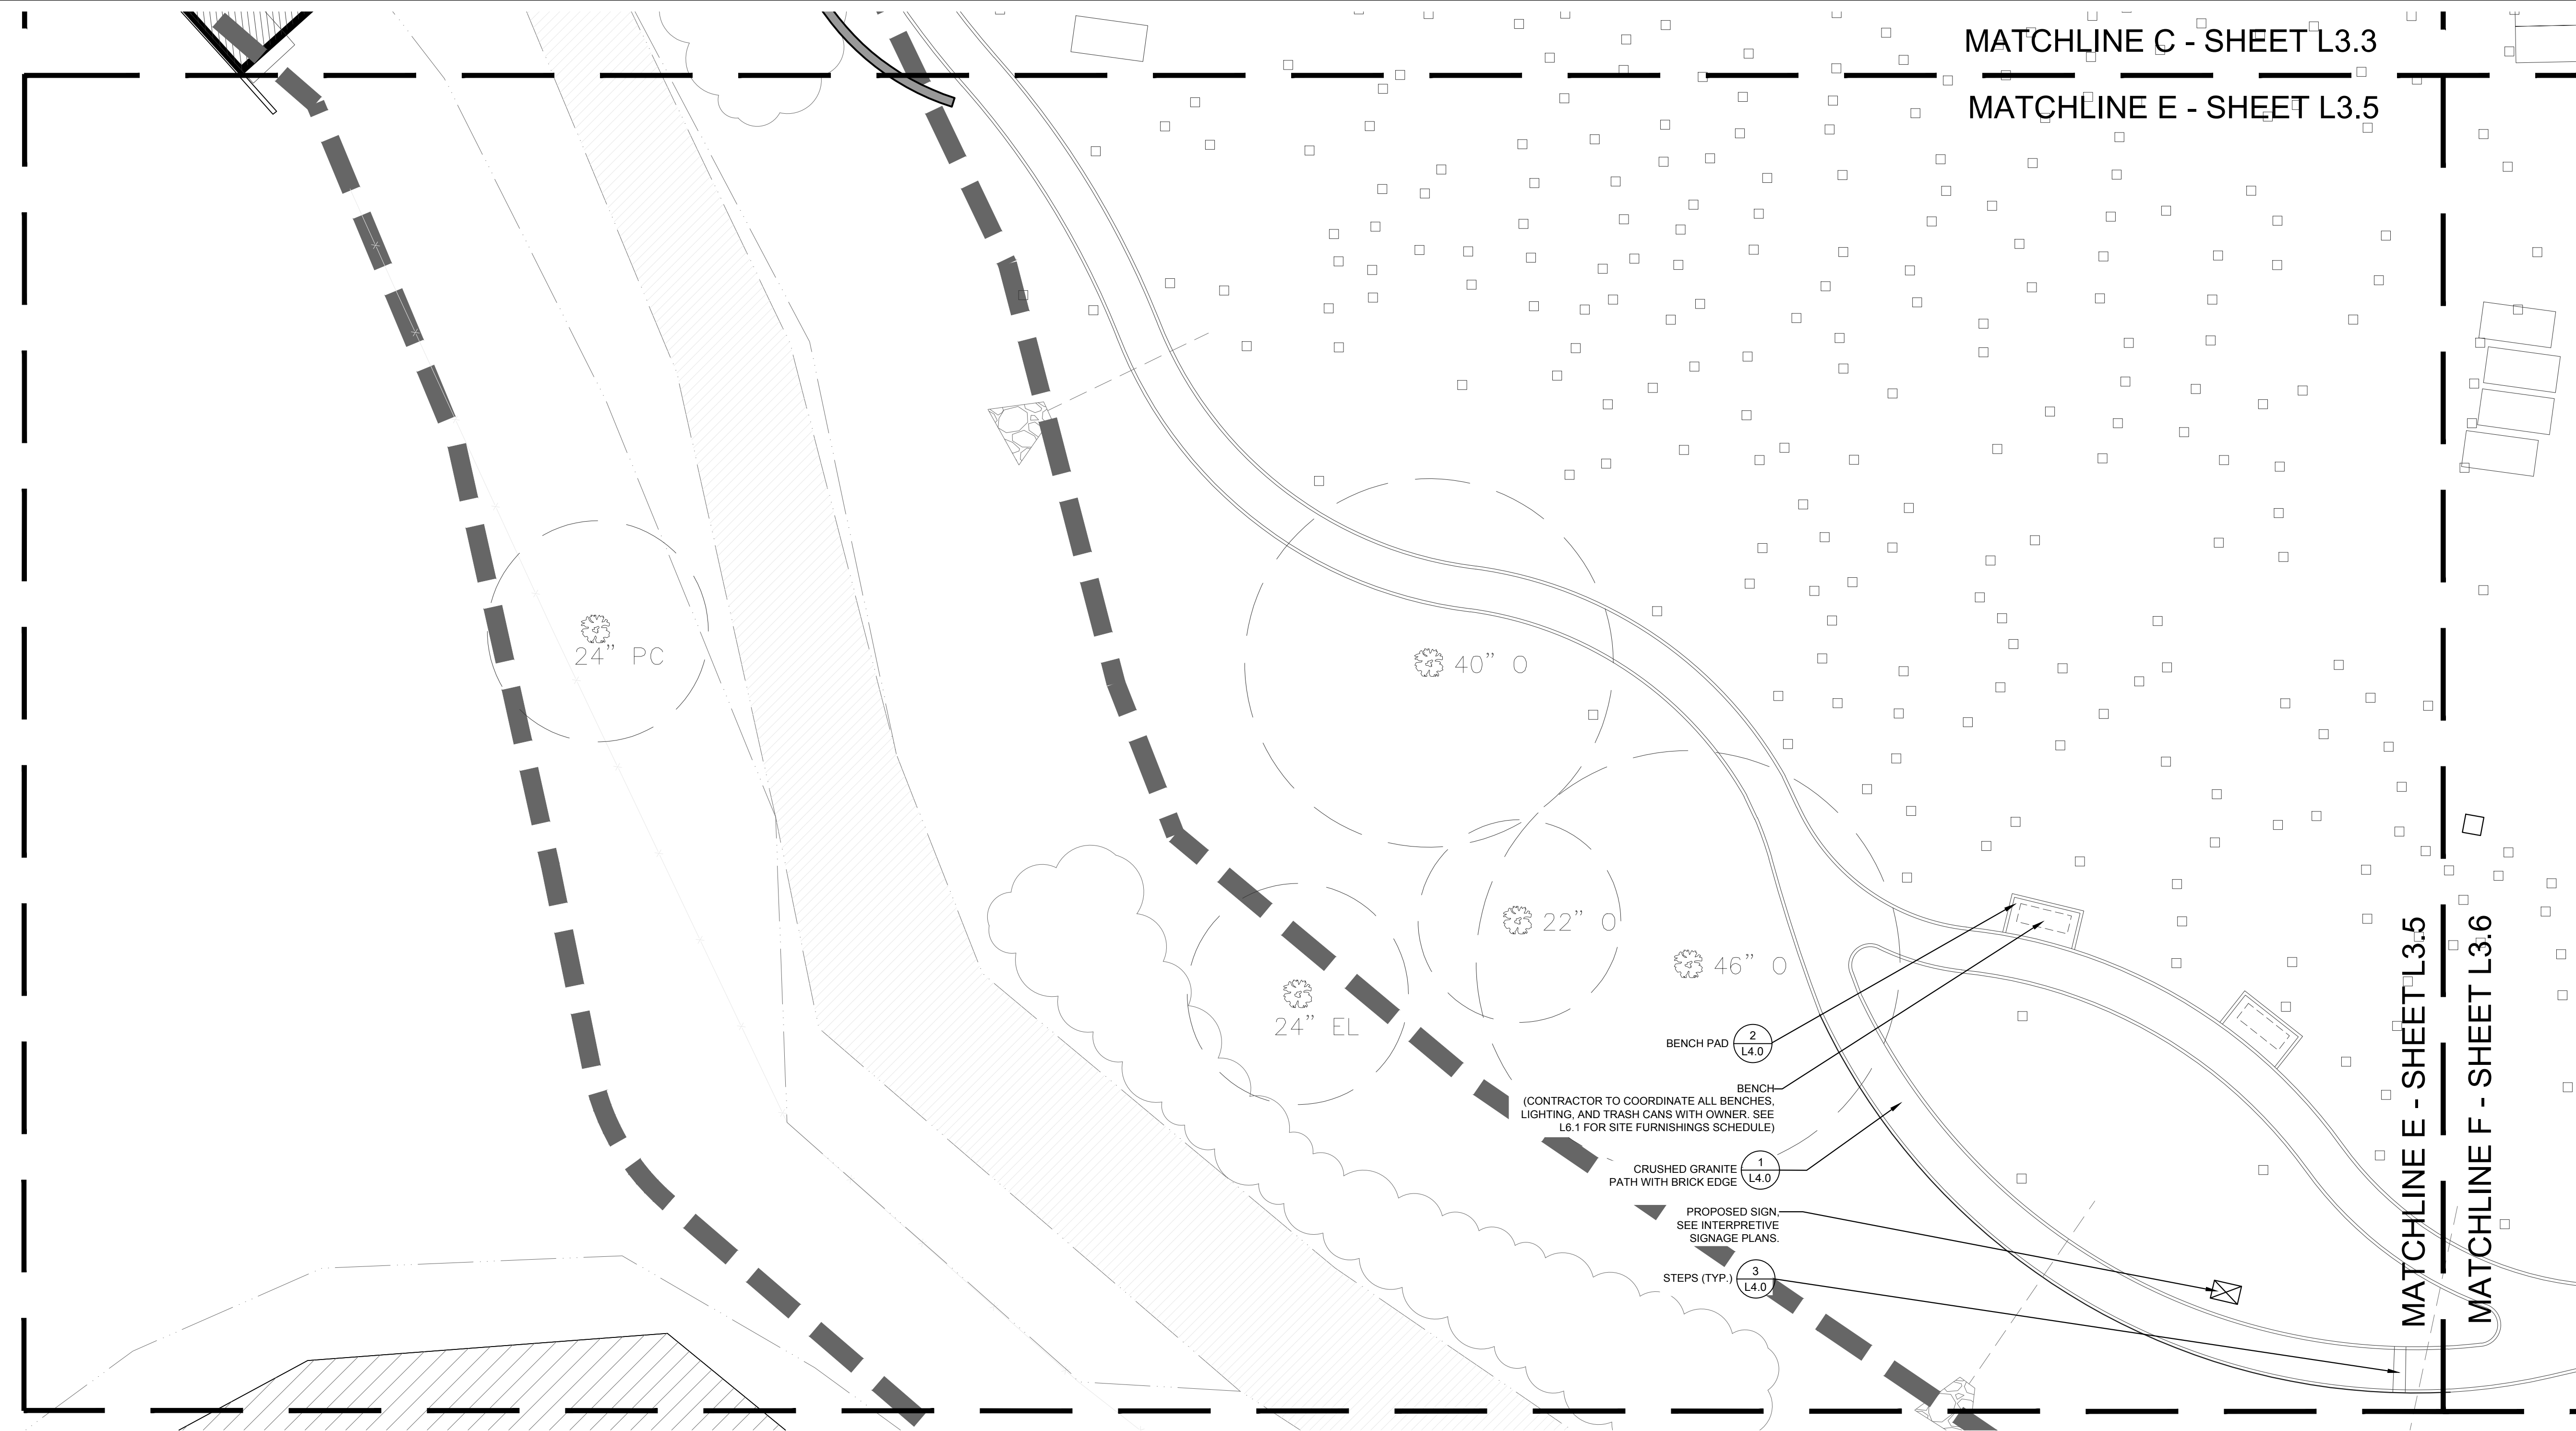 MATCHLINE C - SHEET L3.3
MATCHLINE E - SHEET L3.5
24” PC
40” O
22” O
46” O
24” EL
BENCH PAD
2
L4.0
BENCH
(CONTRACTOR TO COORDINATE ALL BENCHES,
LIGHTING, AND TRASH CANS WITH OWNER. SEE
L6.1 FOR SITE FURNISHINGS SCHEDULE)
CRUSHED GRANITE
PATH WITH BRICK EDGE
1
L4.0
PROPOSED SIGN,
SEE INTERPRETIVE
SIGNAGE PLANS.
STEPS (TYP.)
3
L4.0
MATCHLINE E - SHEET L3.5
MATCHLINE F - SHEET L3.6